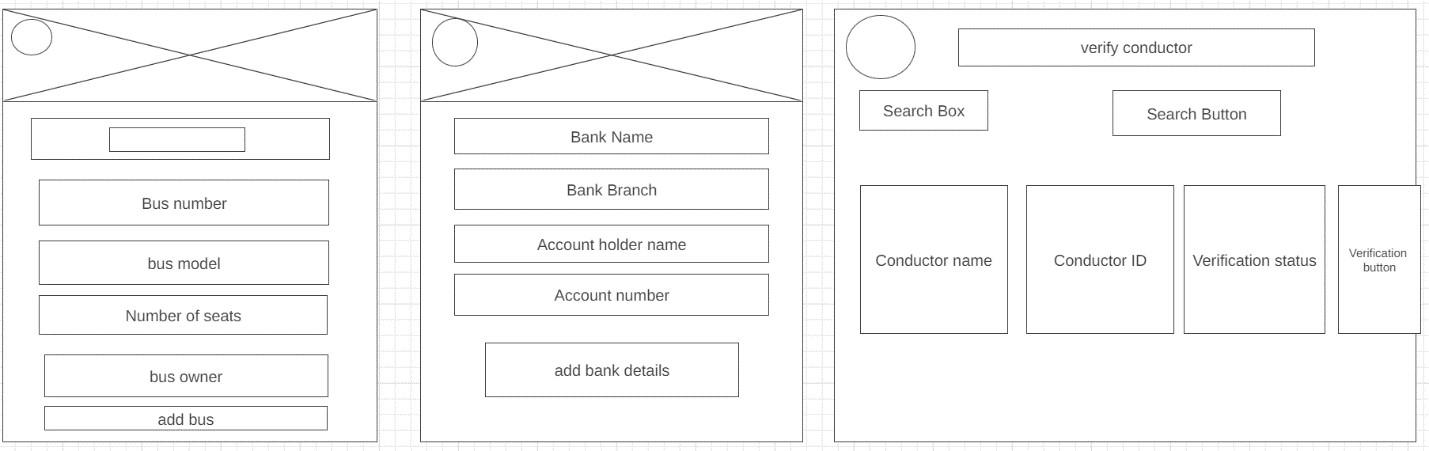 Bus number
bus model
Number of seats
bus owner
add bus
Bank Name
Bank Branch
Account holder name
Account number
add bank details
verify conductor
Search Box
Search Button
Conductor name
Conductor ID
Verification status
Verification
button